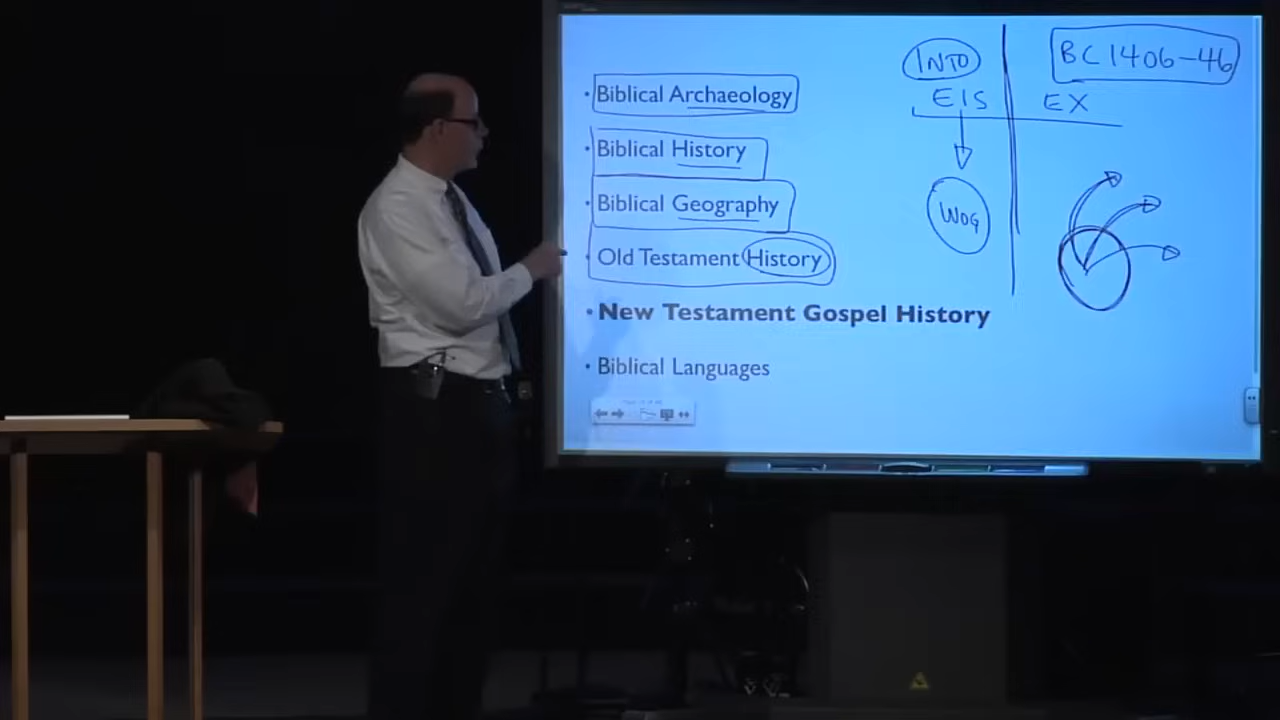 • Biblical Archaeology
• Biblical History
• Biblical Geography
• Old Testament History
• New Testament Gospel History
• Biblical Languages
INTO
EIS
EX
BC 1406-46
WOG